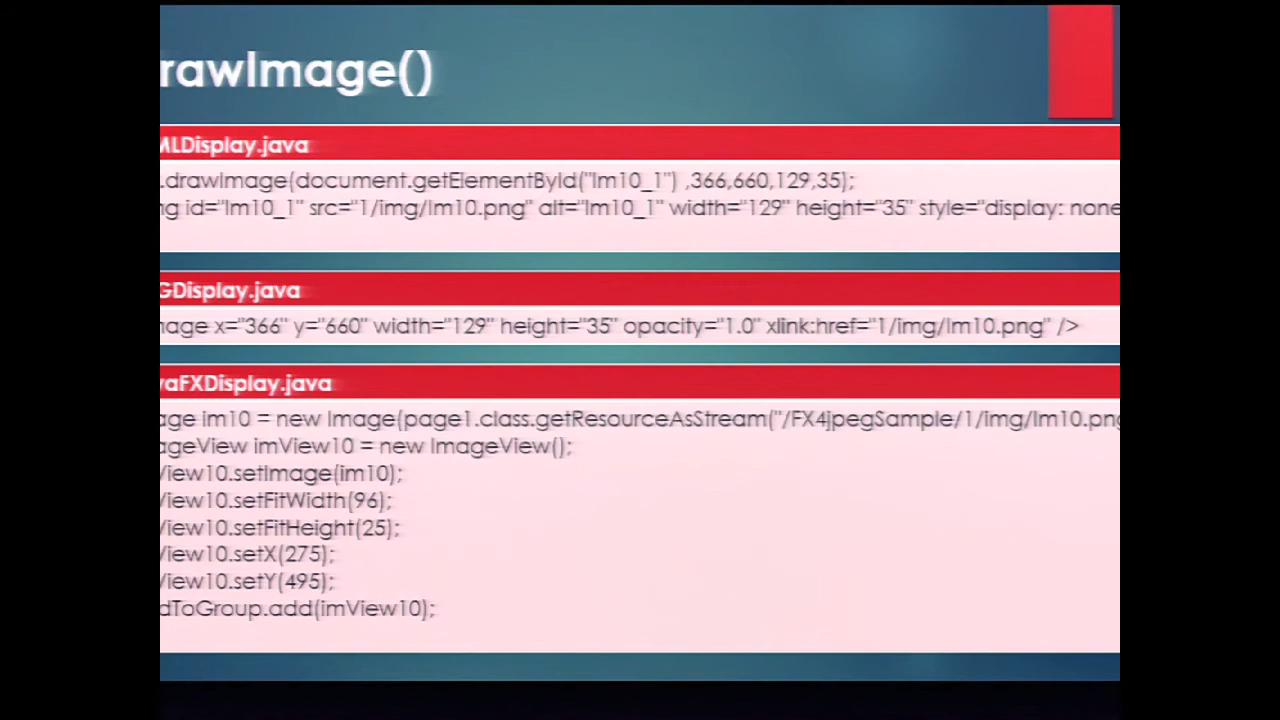 rawImage()
MLDisplay.java
.drawImage(document.getElementById("Im10_1") ,366,660,129,35);
ng id="Im10_1" src="1/img/Im10.png" alt="Im10_1" width="129" height="35" style="display: none
GDisplay.java
nage x="366" y="660" width="129" height="35" opacity="1.0" xlink:href="1/img/Im10.png" />
vaFXDisplay.java
age im10 = new Image(page1.class.getResourceAsStream("/FX4jpegSample/1/img/Im10.png
ageView imView10 = new ImageView();
View10.setImage(im10);
View10.setFitWidth(96);
View10.setFitHeight(25);
View10.setX(275);
View10.setY(495);
dToGroup.add(imView10);